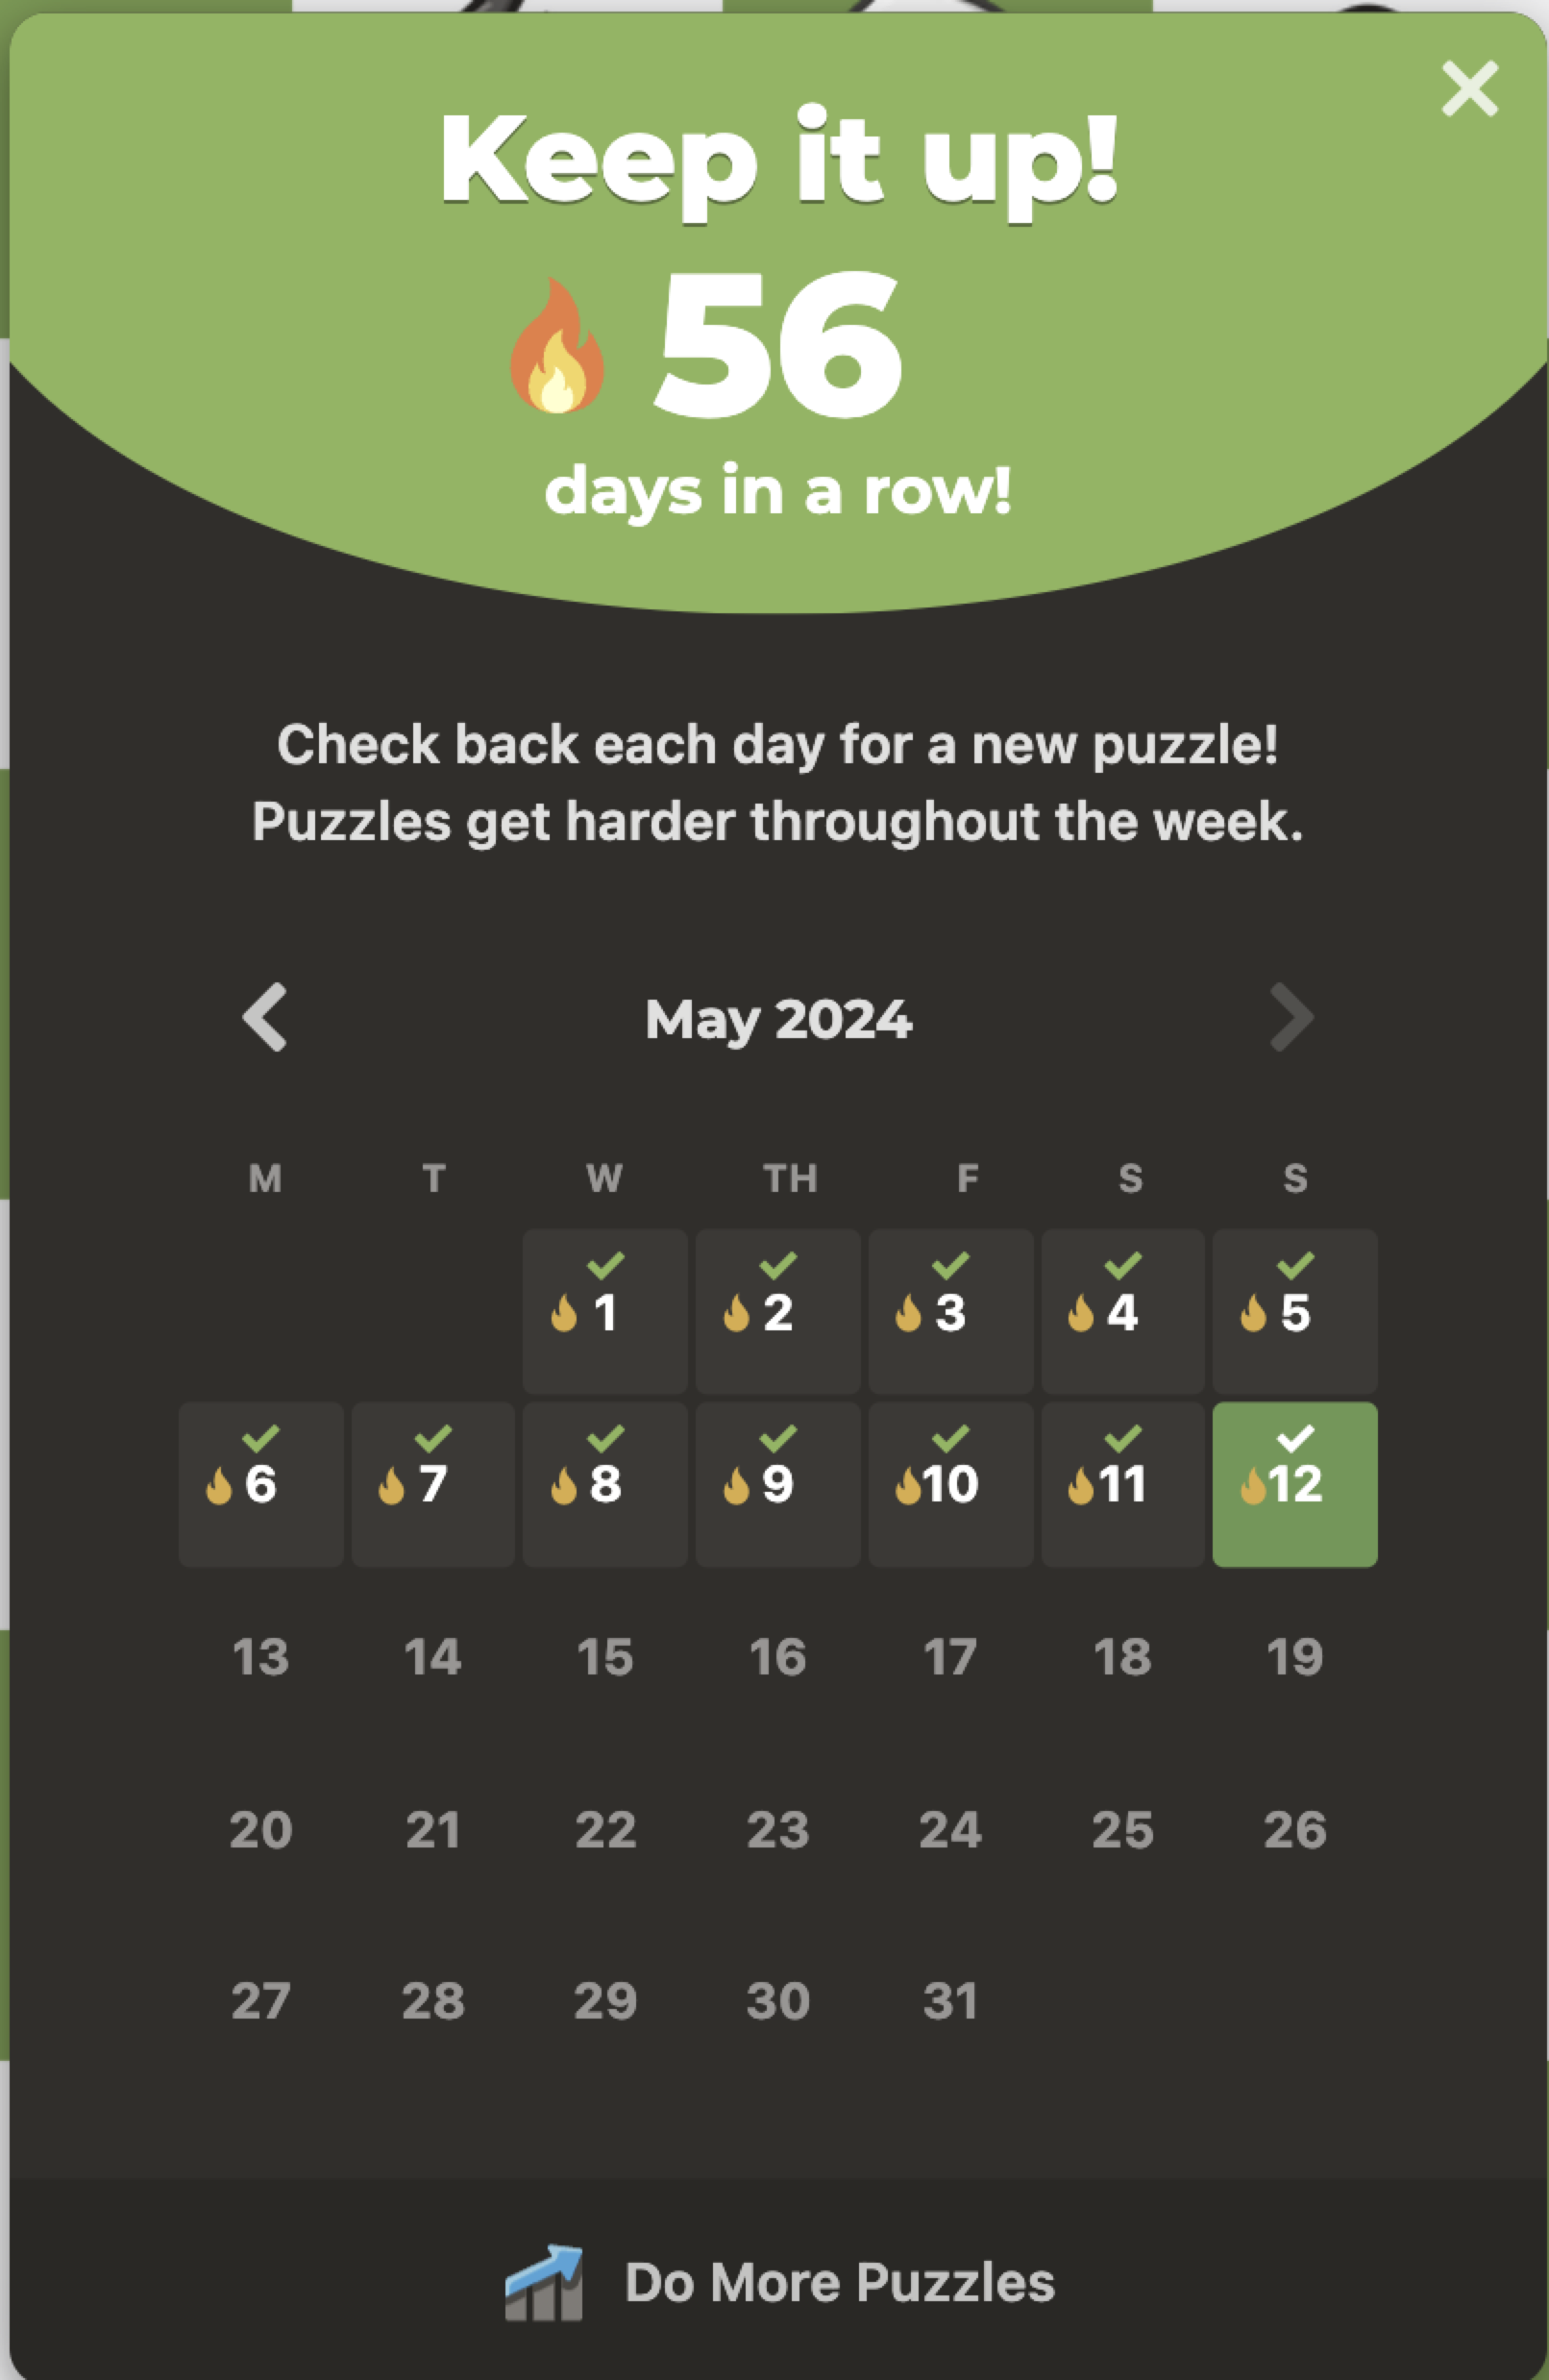 Keep it up!
56
days in a row!
Check back each day for a new puzzle!
Puzzles get harder throughout the week.
May 2024
M T W TH F S S
1 2 3 4 5
6 7 8 9 10 11 12
13 14 15 16 17 18 19
20 21 22 23 24 25 26
27 28 29 30 31
Do More Puzzles